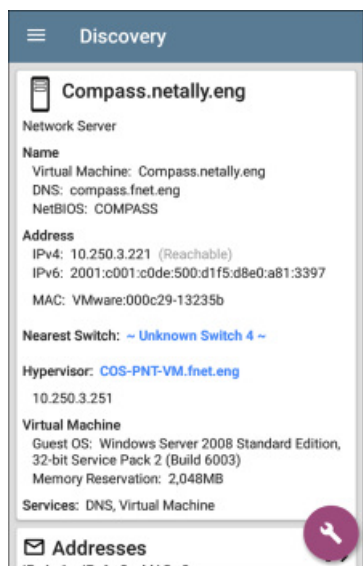 Discovery
Compass.netally.eng
Network Server
Name
Virtual Machine: Compass.netally.eng
DNS: compass.fnet.eng
NetBIOS: COMPASS
Address
IPv4: 10.250.3.221 (Reachable)
IPv6: 2001:c001:c0de:500:d1f5:d8e0:a81:3397
MAC: VMware:000c29-13235b
Nearest Switch: ~ Unknown Switch 4 ~
Hypervisor: COS-PNT-VM.fnet.eng
10.250.3.251
Virtual Machine
Guest OS: Windows Server 2008 Standard Edition,
32-bit Service Pack 2 (Build 6003)
Memory Reservation: 2,048MB
Services: DNS, Virtual Machine
Addresses